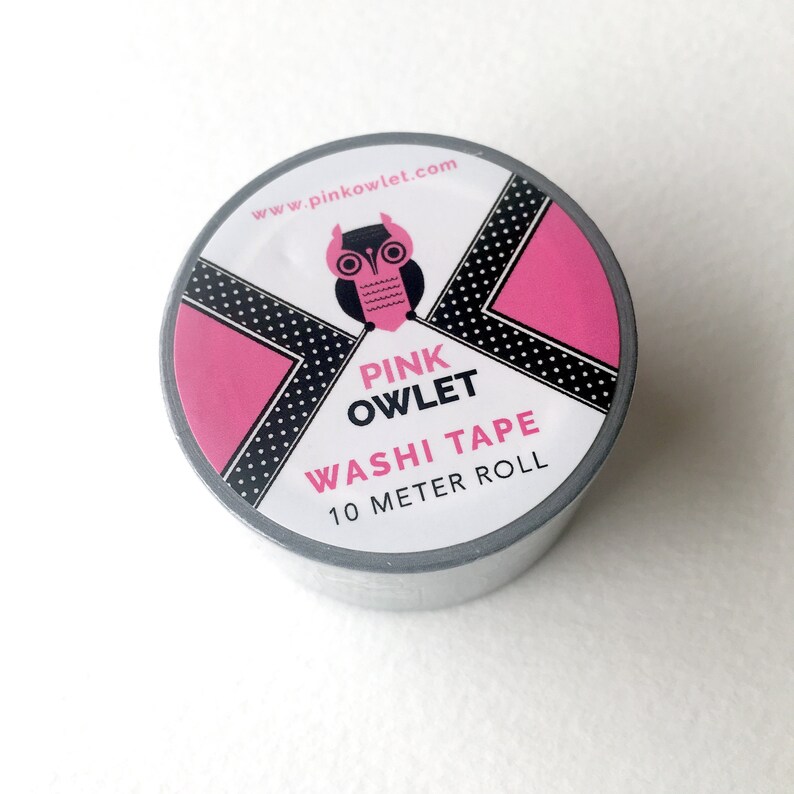 www.pinkowlet.com
PINK
OWLET
WASHI TAPE
10 METER ROLL